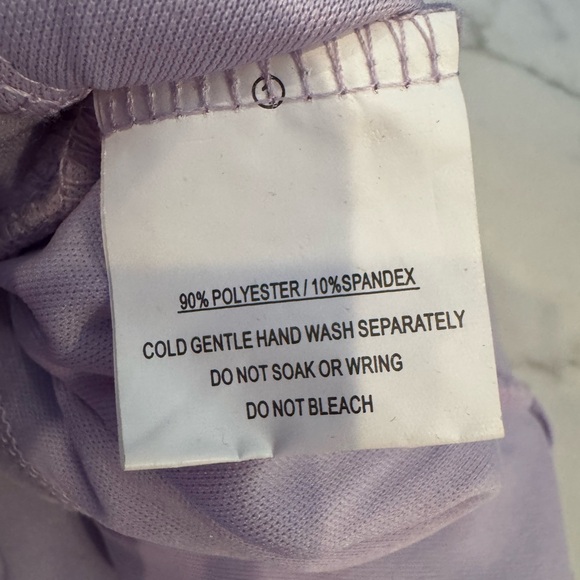 90% POLYESTER / 10%SPANDEX
COLD GENTLE HAND WASH SEPARATELY
DO NOT SOAK OR WRING
DO NOT BLEACH